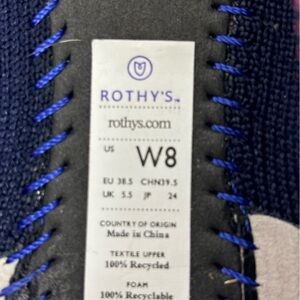 ROTHY'S™
rothys.com
US W8
EU 38.5 CHN39.5
UK 5.5 JP 24
COUNTRY OF ORIGIN
Made in China
TEXTILE UPPER
100% Recycled
FOAM
100% Recyclable